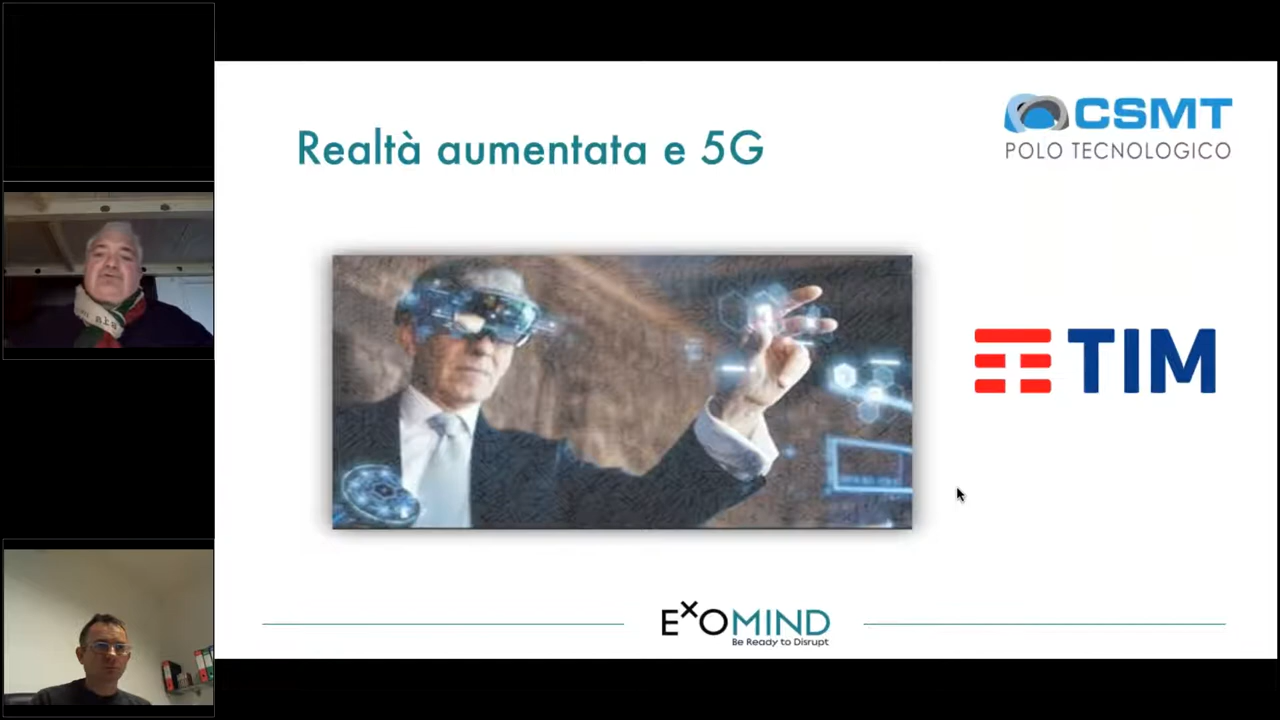 Realtà aumentata e 5G
CSMT
POLO TECNOLOGICO
TIM
EXOMIND
Be Ready to Disrupt